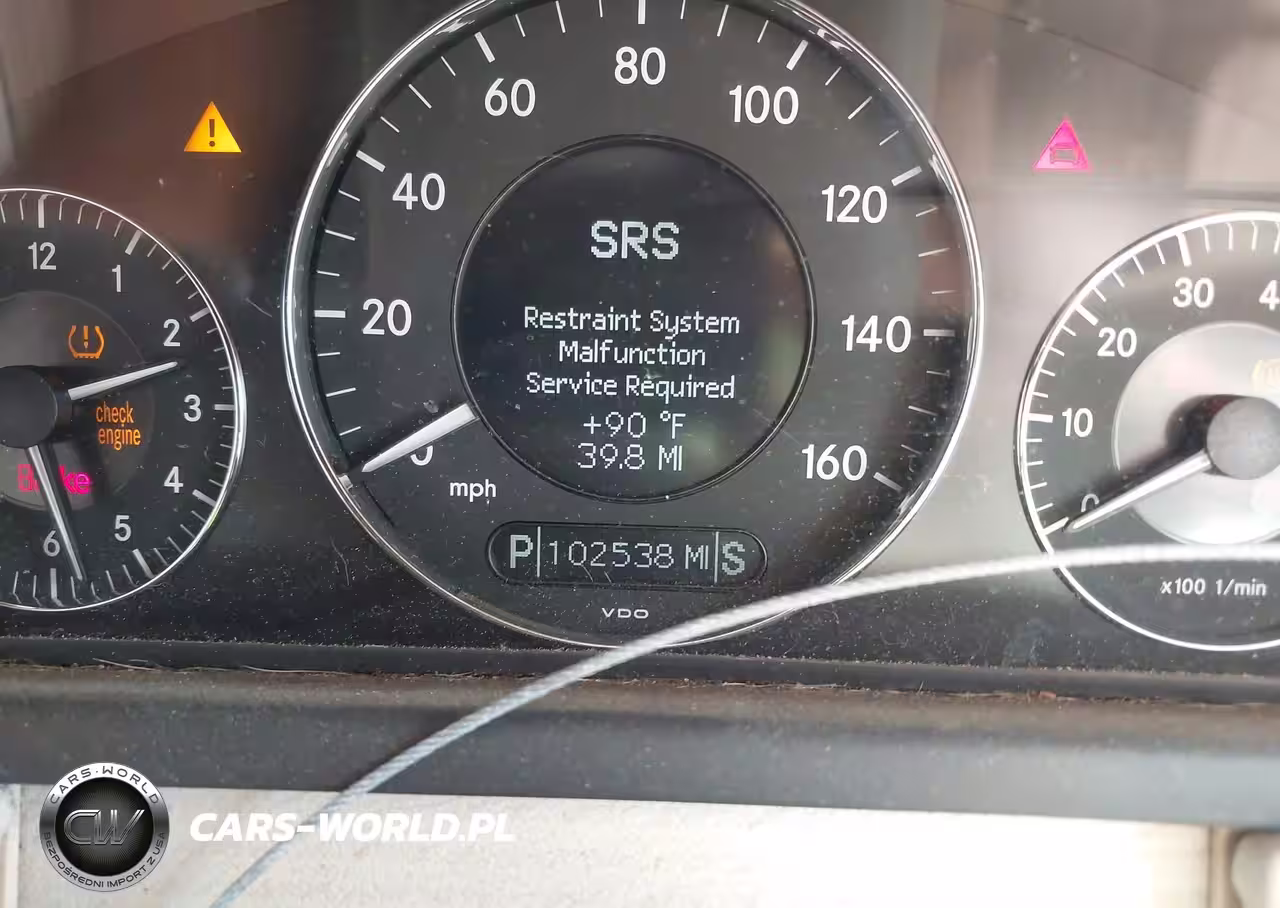 60
80
100
40
120
20
140
160
mph
SRS
Restraint System
Malfunction
Service Required
+90 °F
39.8 MI
P 102538 MI S
VDO
12
1
2
3
4
5
6
check
engine
30
20
10
0
x100 1/min
CARS-WORLD
CW
BEZPOŚREDNI IMPORT Z USA
CARS-WORLD.PL